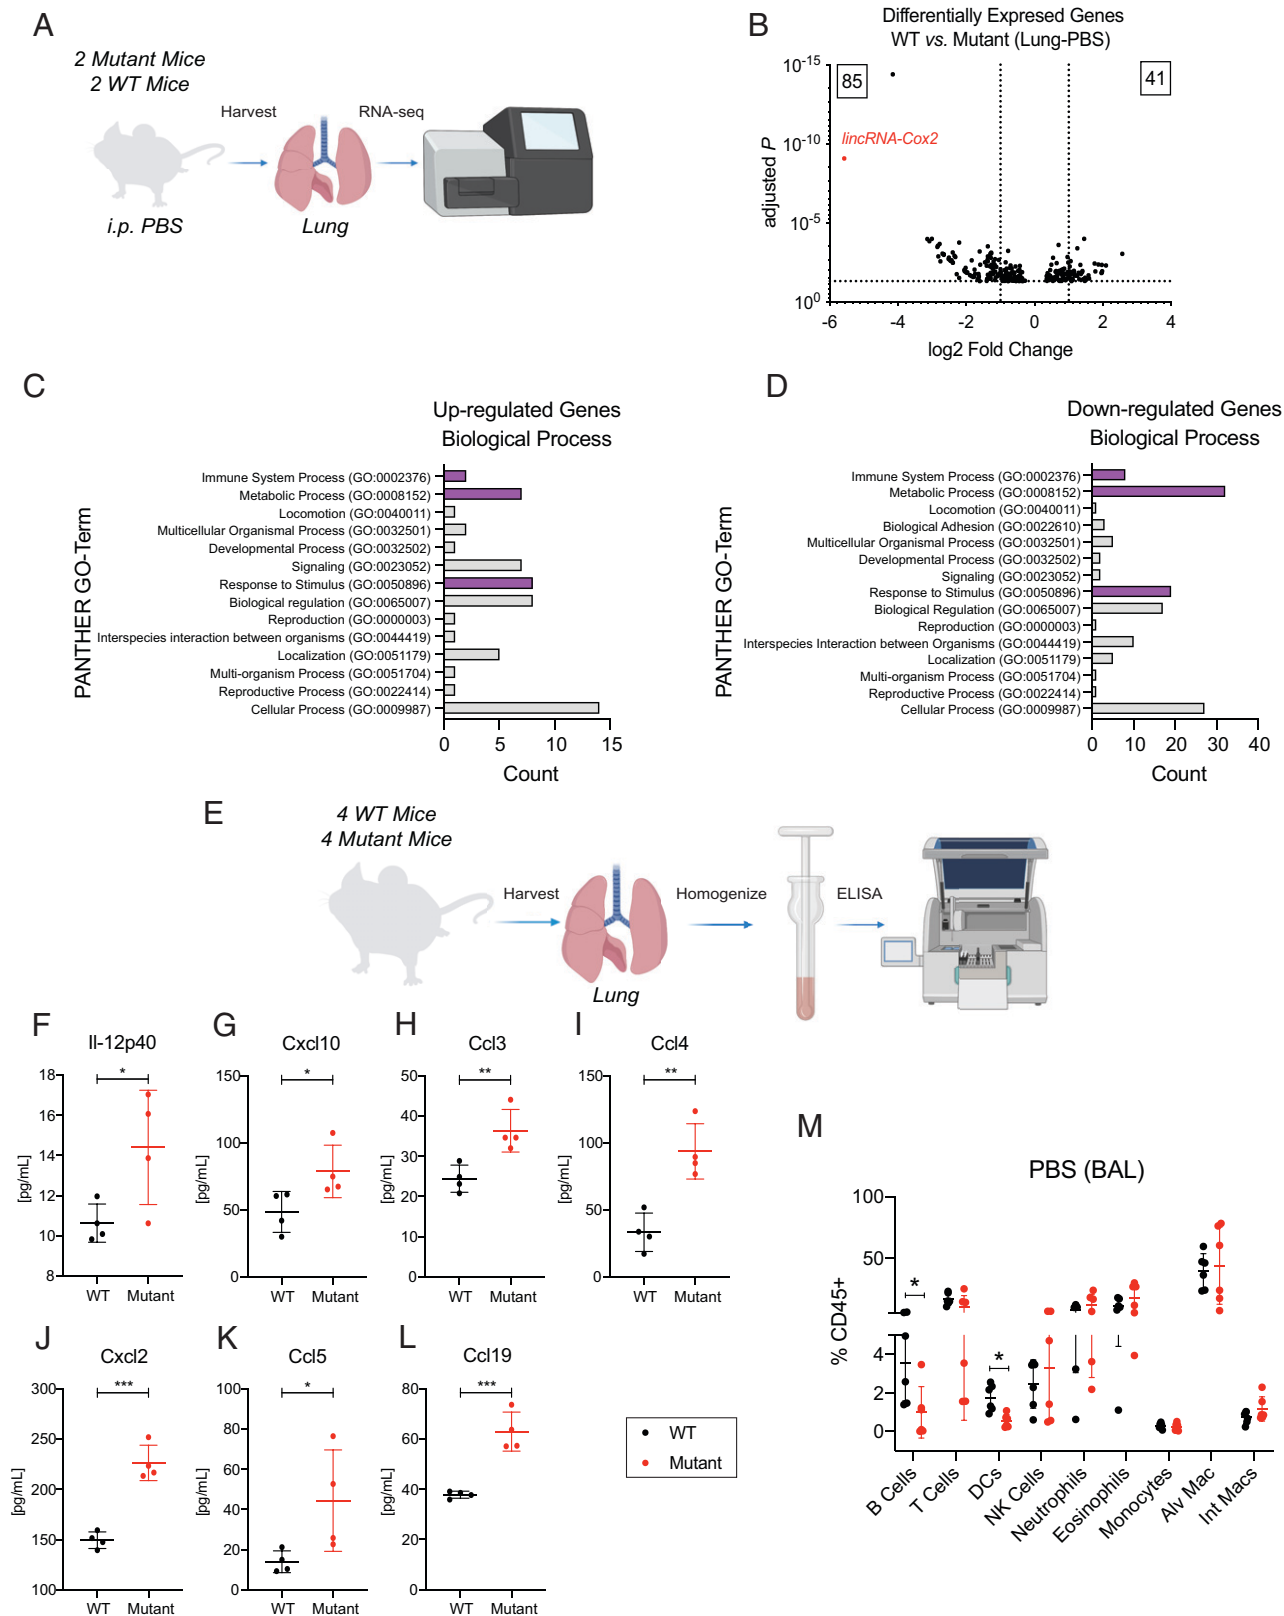 A
2 Mutant Mice
2 WT Mice
Harvest
RNA-seq
i.p. PBS
Lung
B
Differentially Expresed Genes
WT vs. Mutant (Lung-PBS)
85
41
lincRNA-Cox2
adjusted P
10-15
10-10
10-5
100
-6 -4 -2 0 2 4
log2 Fold Change
C
Up-regulated Genes
Biological Process
PANTHER GO-Term
Immune System Process (GO:0002376)
Metabolic Process (GO:0008152)
Locomotion (GO:0040011)
Multicellular Organismal Process (GO:0032501)
Developmental Process (GO:0032502)
Signaling (GO:0023052)
Response to Stimulus (GO:0050896)
Biological regulation (GO:0065007)
Reproduction (GO:0000003)
Interspecies interaction between organisms (GO:0044419)
Localization (GO:0051179)
Multi-organism Process (GO:0051704)
Reproductive Process (GO:0022414)
Cellular Process (GO:0009987)
0 5 10 15
Count
D
Down-regulated Genes
Biological Process
PANTHER GO-Term
Immune System Process (GO:0002376)
Metabolic Process (GO:0008152)
Locomotion (GO:0040011)
Biological Adhesion (GO:0022610)
Multicellular Organismal Process (GO:0032501)
Developmental Process (GO:0032502)
Signaling (GO:0023052)
Response to Stimulus (GO:0050896)
Biological Regulation (GO:0065007)
Reproduction (GO:0000003)
Interspecies Interaction between Organisms (GO:0044419)
Localization (GO:0051179)
Multi-organism Process (GO:0051704)
Reproductive Process (GO:0022414)
Cellular Process (GO:0009987)
0 10 20 30 40
Count
E
4 WT Mice
4 Mutant Mice
Harvest
Homogenize
ELISA
Lung
F
Il-12p40
*
[pg/mL]
18
16
14
12
10
8
WT Mutant
G
Cxcl10
*
[pg/mL]
150
100
50
0
WT Mutant
H
Ccl3
**
[pg/mL]
50
40
30
20
10
0
WT Mutant
I
Ccl4
**
[pg/mL]
150
100
50
0
WT Mutant
J
Cxcl2
***
[pg/mL]
300
250
200
150
100
WT Mutant
K
Ccl5
*
[pg/mL]
100
80
60
40
20
0
WT Mutant
L
Ccl19
***
[pg/mL]
80
60
40
20
0
WT Mutant
WT
Mutant
M
PBS (BAL)
% CD45+
100
50
4
2
0
*
*
B Cells
T Cells
DCs
NK Cells
Neutrophils
Eosinophils
Monocytes
Alv Mac
Int Macs